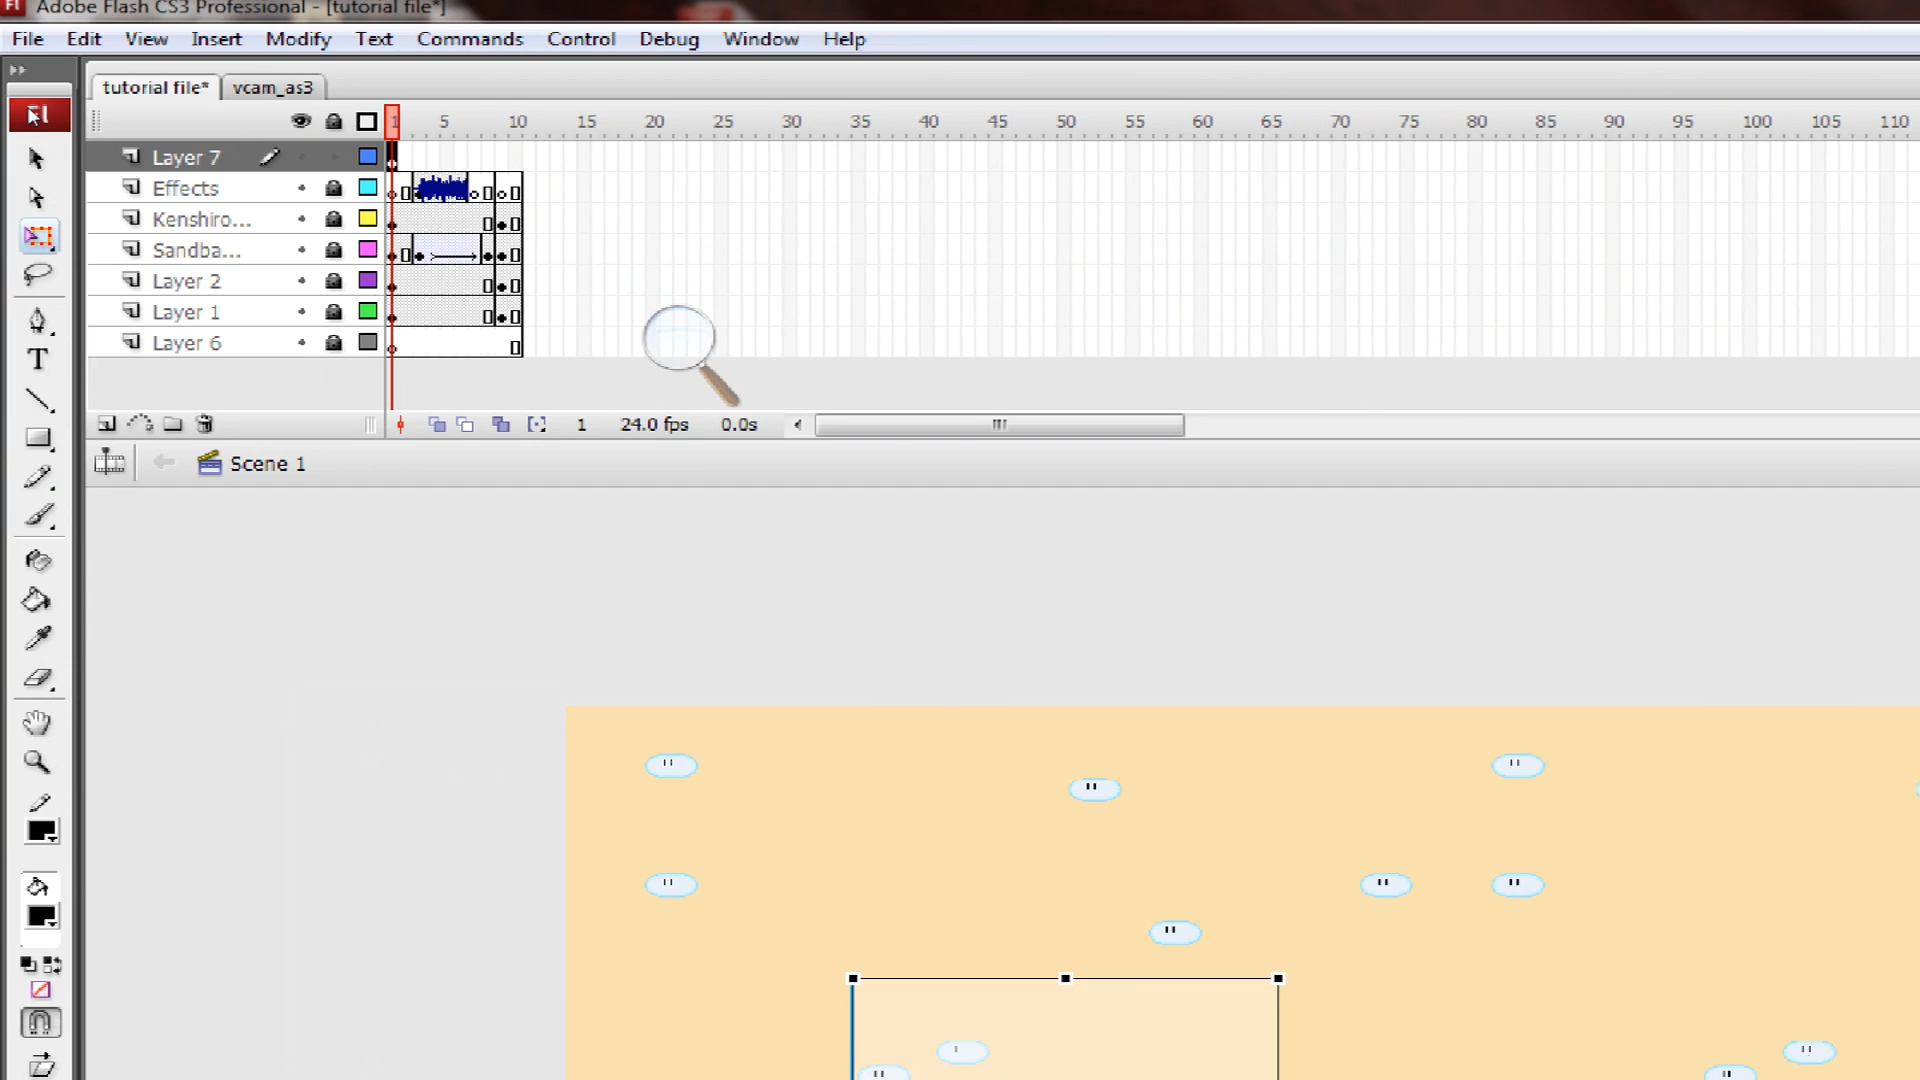 Fl Adobe Flash CS3 Professional - [tutorial file*]
File Edit View Insert Modify Text Commands Control Debug Window Help
tutorial file* vcam_as3
Fl
1 5 10 15 20 25 30 35 40 45 50 55 60 65 70 75 80 85 90 95 100 105 110
Layer 7
Effects
Kenshiro...
Sandba...
Layer 2
Layer 1
Layer 6
T
1 24.0 fps 0.0s
Scene 1